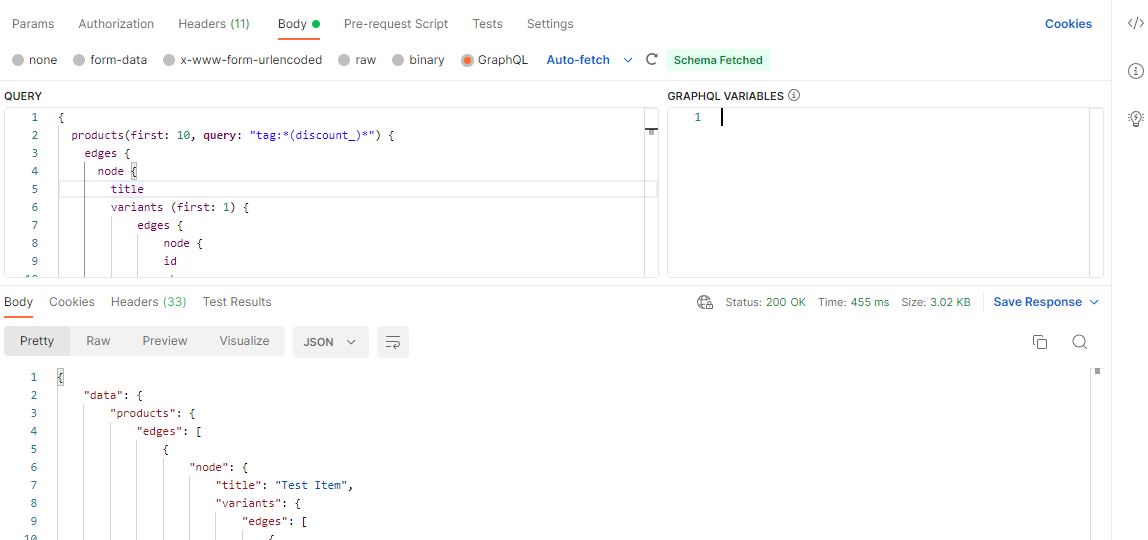 Params Authorization Headers (11) Body Pre-request Script Tests Settings Cookies
none form-data x-www-form-urlencoded raw binary GraphQL Auto-fetch Schema Fetched
QUERY
1 {
2 products(first: 10, query: "tag:*(discount_)*") {
3 edges {
4 node {
5 title
6 variants (first: 1) {
7 edges {
8 node {
9 id
GRAPHQL VARIABLES
1
Body Cookies Headers (33) Test Results Status: 200 OK Time: 455 ms Size: 3.02 KB Save Response
Pretty Raw Preview Visualize JSON
1 {
2 "data": {
3 "products": {
4 "edges": [
5 {
6 "node": {
7 "title": "Test Item",
8 "variants": {
9 "edges": [
10 {